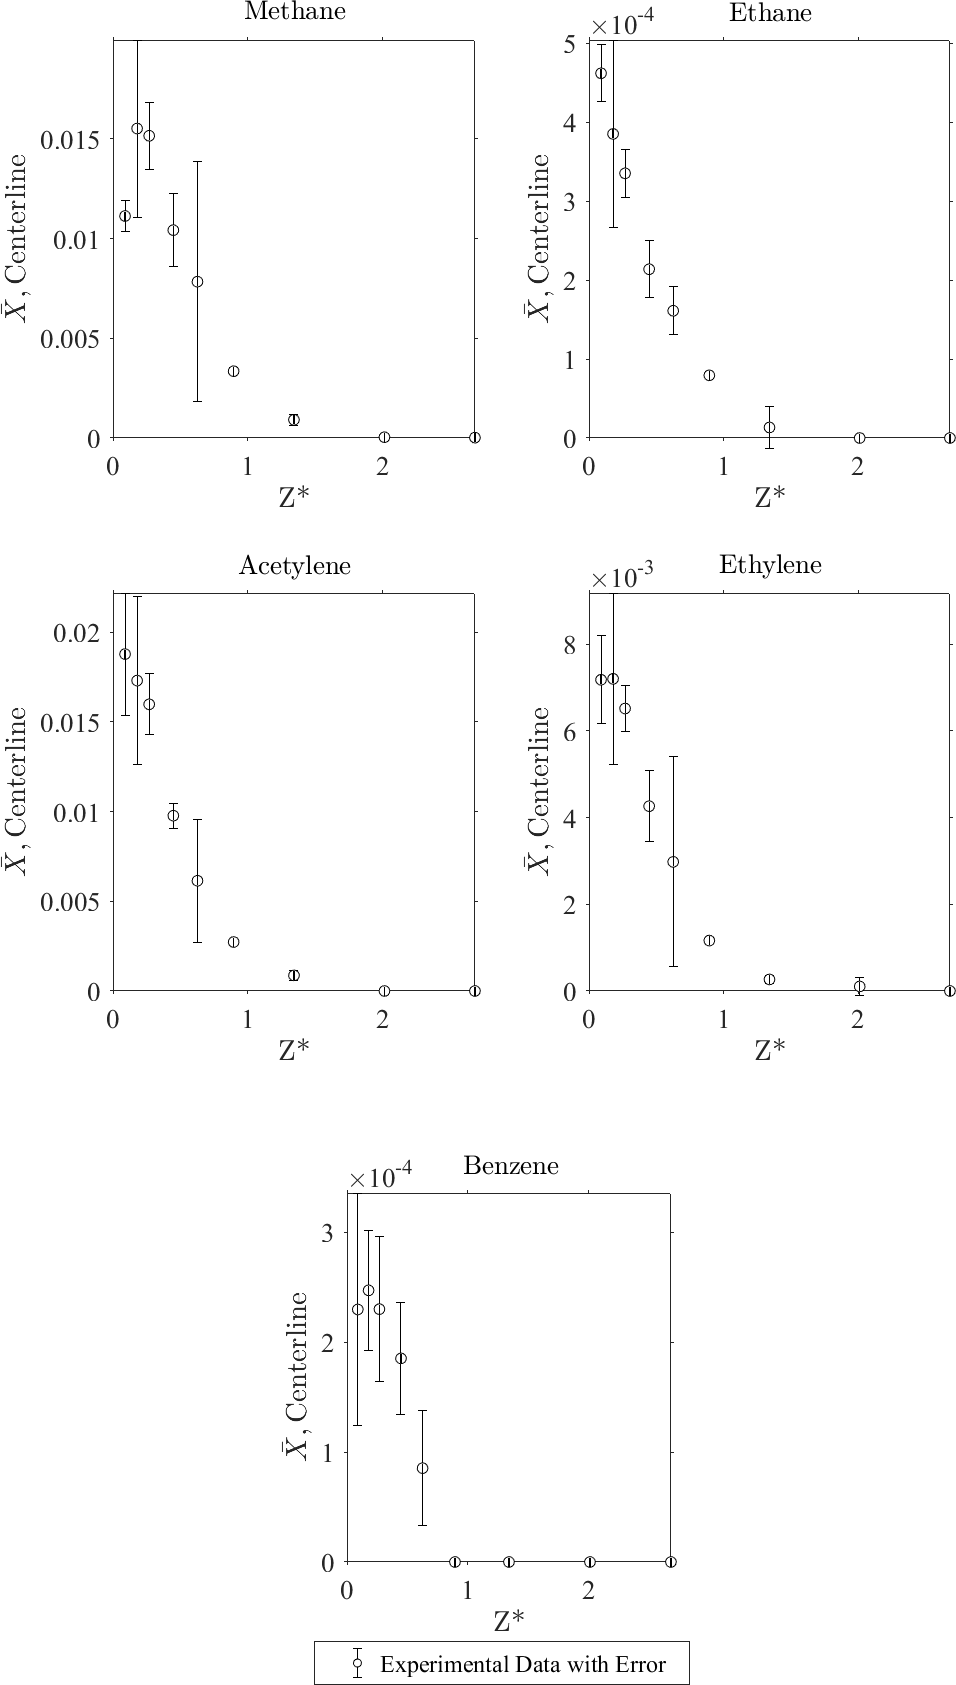 Methane
X̄, Centerline
0.015
0.01
0.005
0
0 1 2
Z*
Ethane
×10-4
X̄, Centerline
5
4
3
2
1
0
0 1 2
Z*
Acetylene
X̄, Centerline
0.02
0.015
0.01
0.005
0
0 1 2
Z*
Ethylene
×10-3
X̄, Centerline
8
6
4
2
0
0 1 2
Z*
Benzene
×10-4
X̄, Centerline
3
2
1
0
0 1 2
Z*
Experimental Data with Error